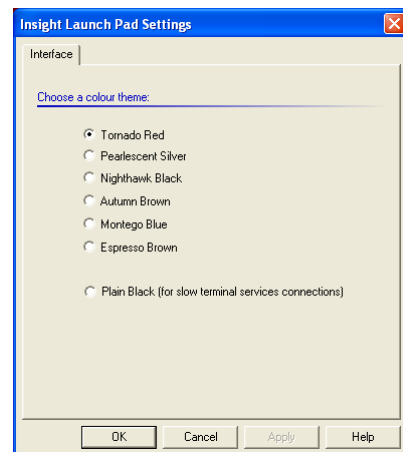 Insight Launch Pad Settings
Interface
Choose a colour theme:
Tornado Red
Pearlescent Silver
Nighthawk Black
Autumn Brown
Montego Blue
Espresso Brown
Plain Black (for slow terminal services connections)
OK Cancel Apply Help